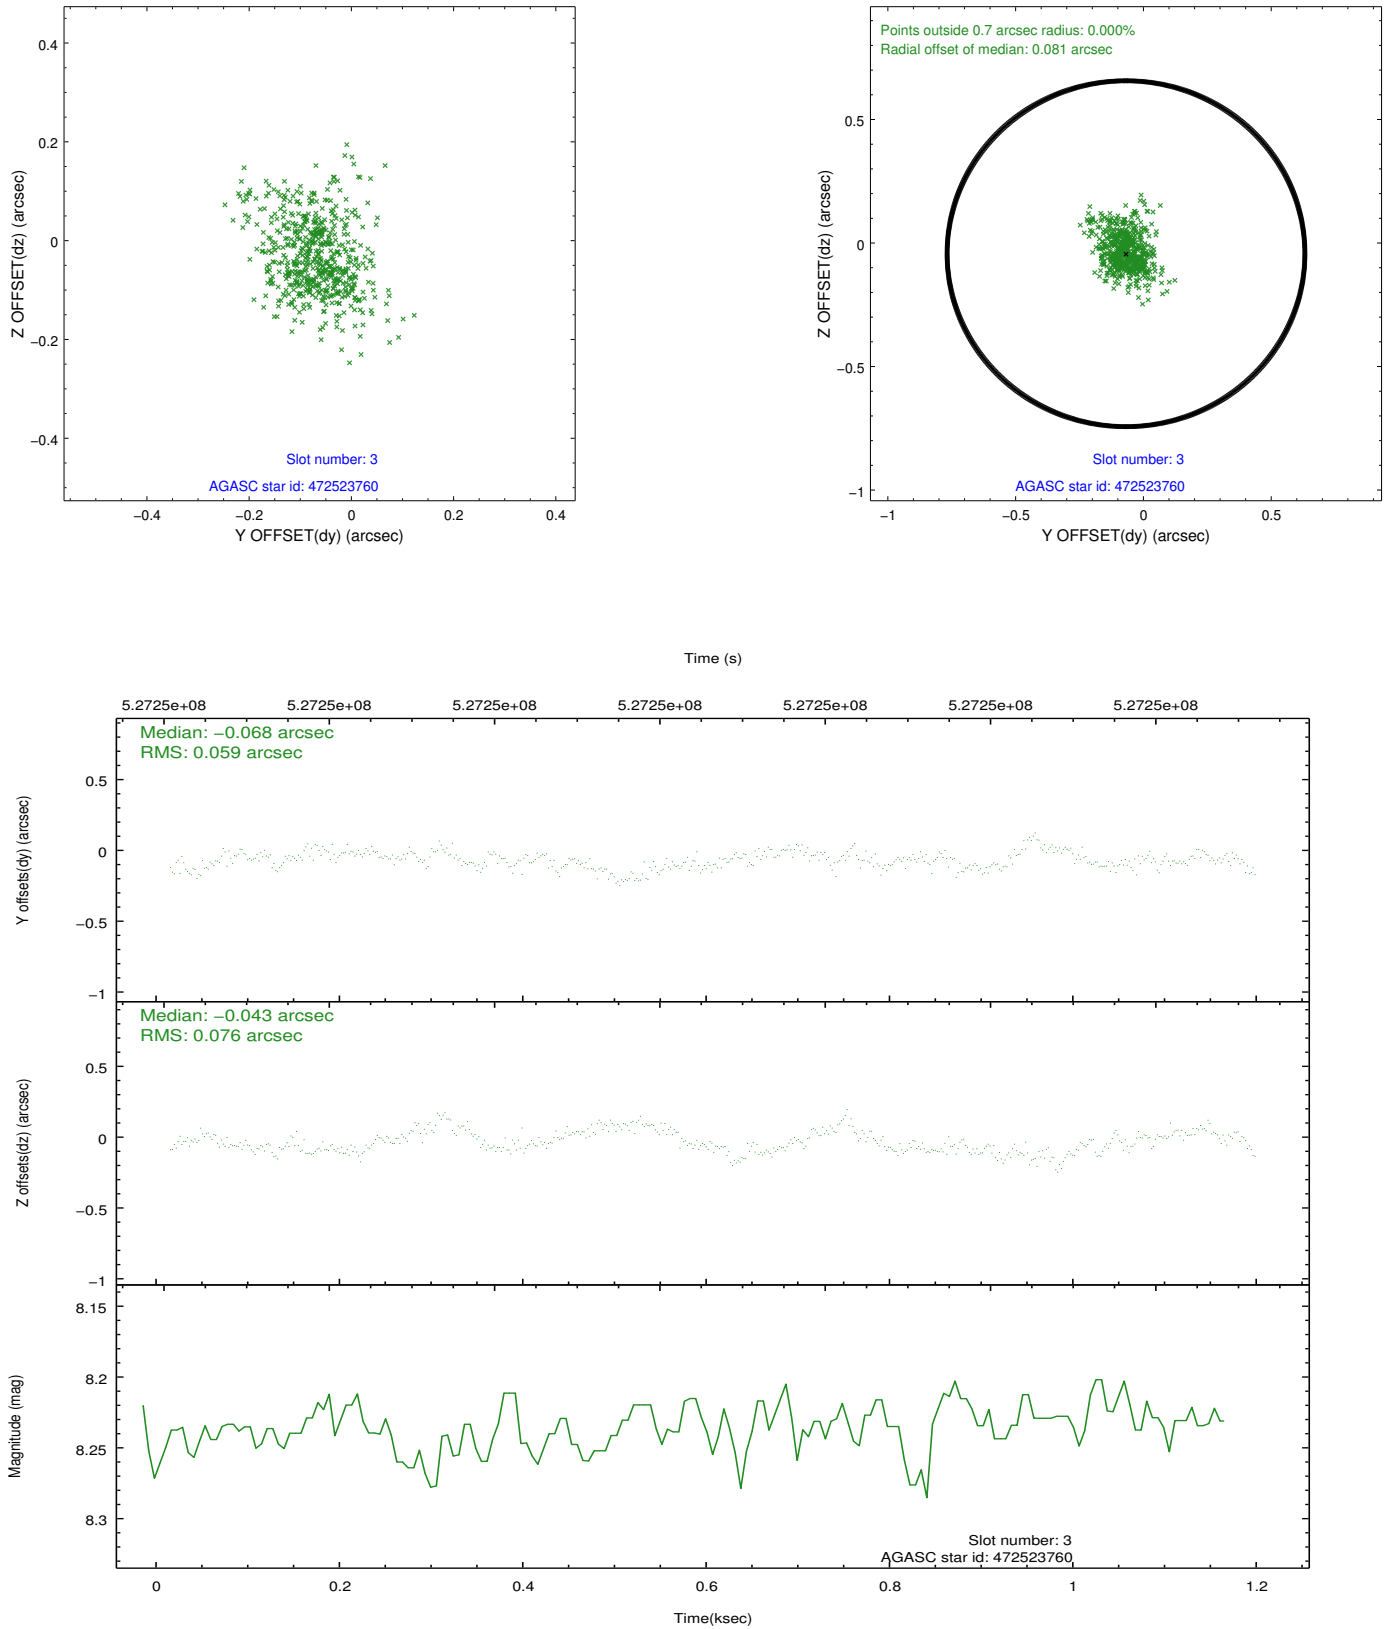 0.4
0.2
0
−0.2
−0.4
Z OFFSET(dz) (arcsec)
Slot number: 3
AGASC star id: 472523760
−0.4 −0.2 0 0.2 0.4
Y OFFSET(dy) (arcsec)
Points outside 0.7 arcsec radius: 0.000%
Radial offset of median: 0.081 arcsec
0.5
0
−0.5
−1
Z OFFSET(dz) (arcsec)
Slot number: 3
AGASC star id: 472523760
−1 −0.5 0 0.5
Y OFFSET(dy) (arcsec)
Time (s)
5.2725e+08 5.2725e+08 5.2725e+08 5.2725e+08 5.2725e+08 5.2725e+08 5.2725e+08
Median: −0.068 arcsec
RMS: 0.059 arcsec
0.5
0
−0.5
−1
Y offsets(dy) (arcsec)
Median: −0.043 arcsec
RMS: 0.076 arcsec
0.5
0
−0.5
−1
Z offsets(dz) (arcsec)
8.15
8.2
8.25
8.3
Magnitude (mag)
Slot number: 3
AGASC star id: 472523760
0 0.2 0.4 0.6 0.8 1 1.2
Time(ksec)